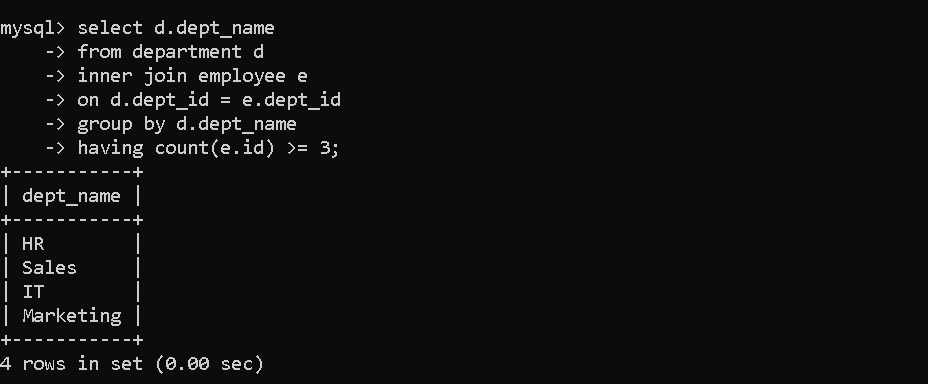 mysql> select d.dept_name
    -> from department d
    -> inner join employee e
    -> on d.dept_id = e.dept_id
    -> group by d.dept_name
    -> having count(e.id) >= 3;
+-----------+
| dept_name |
+-----------+
| HR        |
| Sales     |
| IT        |
| Marketing |
+-----------+
4 rows in set (0.00 sec)